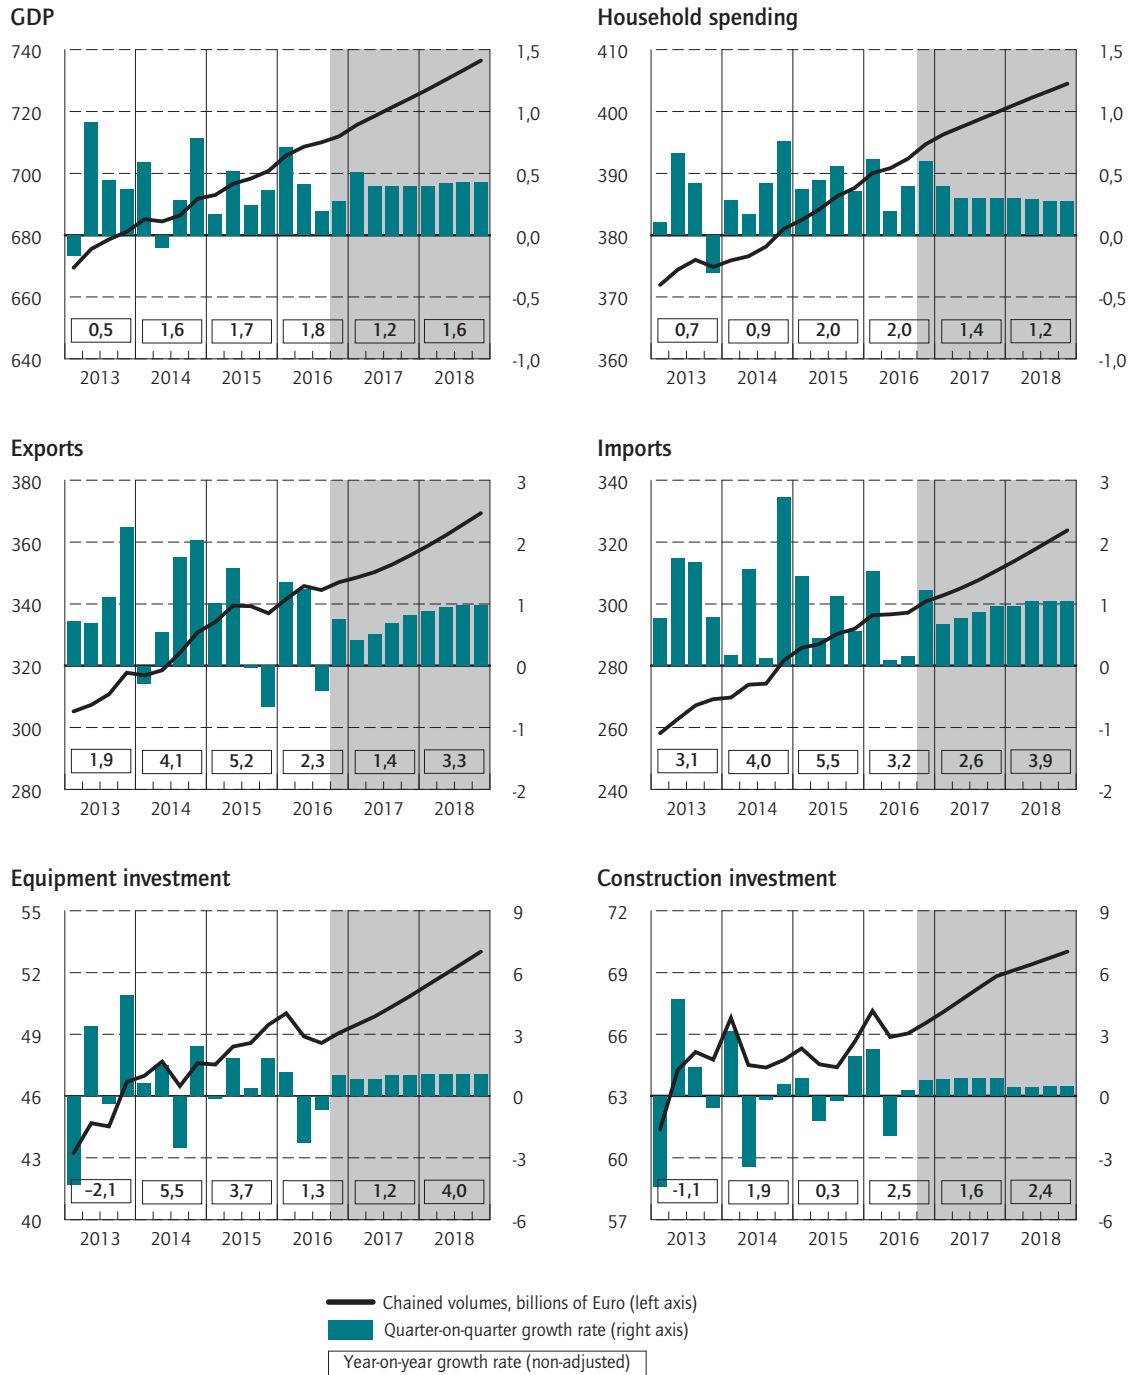 GDP
Household spending
740 1,5 410 1,5
720 1,0 400 1,0
700 0,5 390 0,5
680 0,0 380 0,0
660 -0,5 370 -0,5
0,5 1,6 1,7 1,8 1,2 1,6 0,7 0,9 2,0 2,0 1,4 1,2
640 -1,0 360 -1,0
2013 2014 2015 2016 2017 2018 2013 2014 2015 2016 2017 2018
Exports
Imports
380 3 340 3
360 2 320 2
340 1 300 1
320 0 280 0
300 -1 260 -1
1,9 4,1 5,2 2,3 1,4 3,3 3,1 4,0 5,5 3,2 2,6 3,9
280 -2 240 -2
2013 2014 2015 2016 2017 2018 2013 2014 2015 2016 2017 2018
Equipment investment
Construction investment
55 9 72 9
52 6 69 6
49 3 66 3
46 0 63 0
43 -3 60 -3
–2,1 5,5 3,7 1,3 1,2 4,0 -1,1 1,9 0,3 2,5 1,6 2,4
40 -6 57 -6
2013 2014 2015 2016 2017 2018 2013 2014 2015 2016 2017 2018
Chained volumes, billions of Euro (left axis)
Quarter-on-quarter growth rate (right axis)
Year-on-year growth rate (non-adjusted)